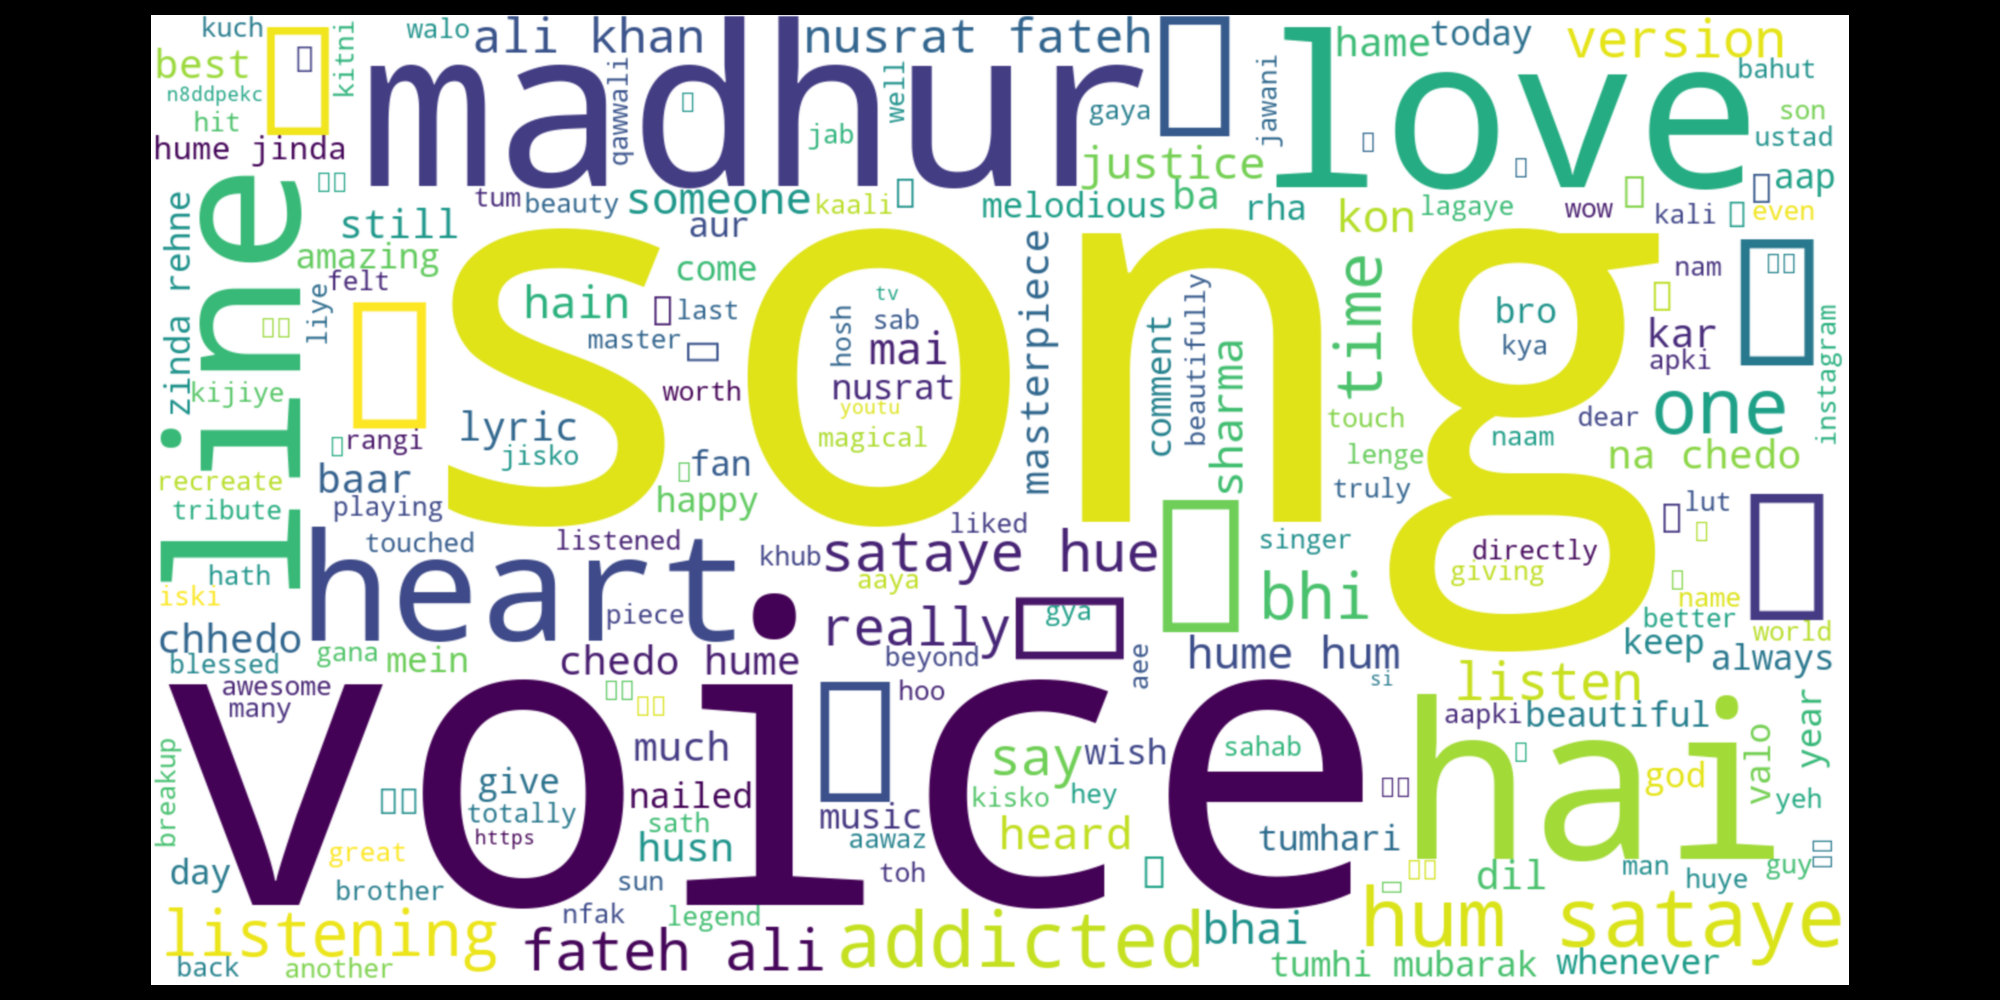 kuch
walo
ali khan
nusrat fateh
hame
today
version
best
kitni
madhur
love
bahut
n8ddpekc
qawwali
well
gaya
jawani
son
hit
jab
ustad
hume jinda
justice
aap
line
tum
beauty
someone
kaali
melodious
ba
rha
kon
lagaye
wow
kali
even
zinda rehne
still
aur
amazing
felt
liye
come
song
masterpiece
beautifully
time
nam
hain
last
tv
sab
hosh
mai
master
comment
sharma
bro
kya
kar
apki
instagram
kijiye
worth
nusrat
youtu
magical
touch
dear
one
lyric
jisko
rangi
naam
na chedo
lenge
recreate
baar
fan
happy
truly
lut
tribute
playing
liked
touched
listened
khub
sataye hue
singer
directly
giving
hath
iski
heart
aaya
bhi
name
piece
really
gya
better
world
chhedo
keep
blessed
gana
mein
chedo hume
beyond
aee
hume hum
always
si
listen
awesome
many
hoo
aapki
beautiful
year
voice
much
say
wish
sahab
hai
valo
breakup
give
totally
https
nailed
kisko
hey
god
yeh
sath
music
aawaz
heard
tumhari
great
husn
day
brother
sun
toh
dil
man
huye
guy
listening
nfak
legend
addicted
bhai
hum sataye
fateh ali
back
another
tumhi mubarak
whenever